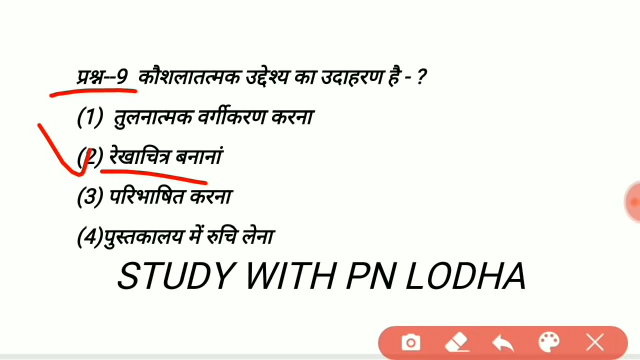 प्रश्न--9 कौशलातत्मक उद्देश्य का उदाहरण है - ?
(1) तुलनात्मक वर्गीकरण करना
(2) रेखाचित्र बनानां
(3) परिभाषित करना
(4)पुस्तकालय में रुचि लेना
STUDY WITH PN LODHA